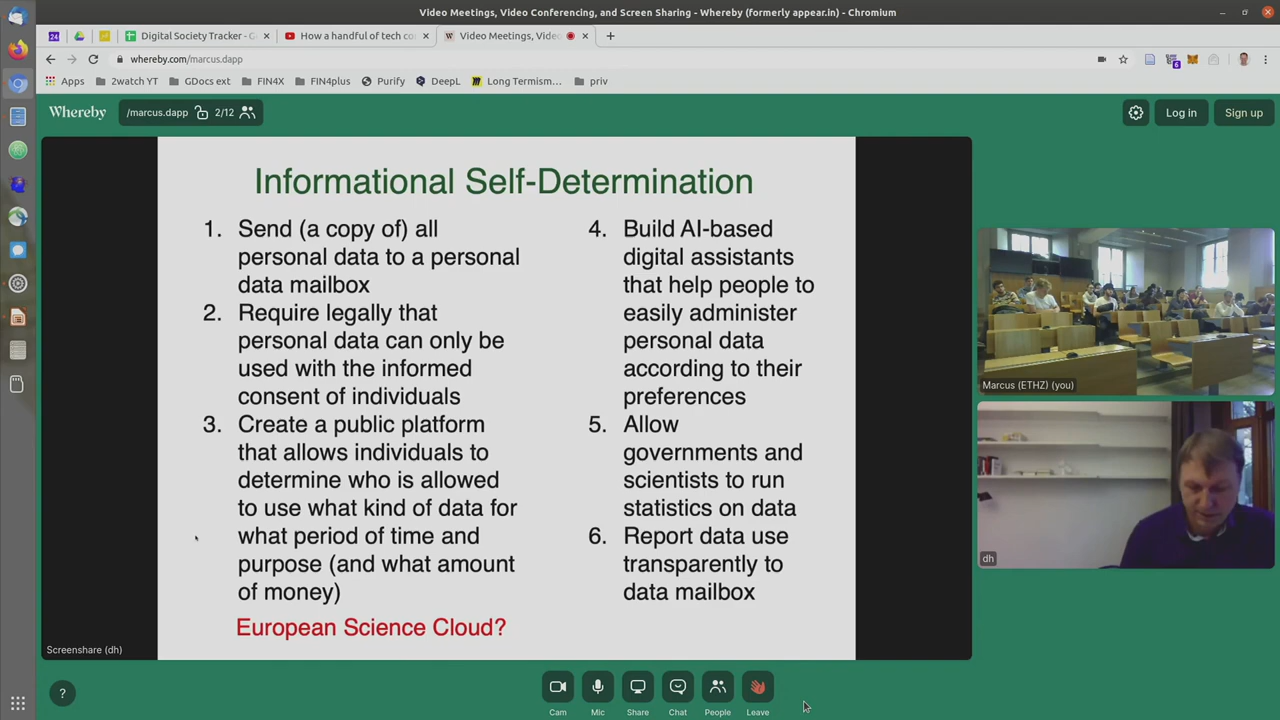 Video Meetings, Video Conferencing, and Screen Sharing - Whereby (formerly appear.in) - Chromium
24
Digital Society Tracker - G
How a handful of tech co
Video Meetings, Vide
whereby.com/marcus.dapp
6
Apps
2watch YT
GDocs ext
FIN4X
FIN4plus
Purify
DeepL
Long Termism...
priv
Whereby
/marcus.dapp
2/12
Log in
Sign up
Informational Self-Determination
1. Send (a copy of) all
personal data to a personal
data mailbox
2. Require legally that
personal data can only be
used with the informed
consent of individuals
3. Create a public platform
that allows individuals to
determine who is allowed
to use what kind of data for
what period of time and
purpose (and what amount
of money)
European Science Cloud?
4. Build AI-based
digital assistants
that help people to
easily administer
personal data
according to their
preferences
5. Allow
governments and
scientists to run
statistics on data
6. Report data use
transparently to
data mailbox
Screenshare (dh)
Marcus (ETHZ) (you)
dh
?
Cam
Mic
Share
Chat
People
Leave